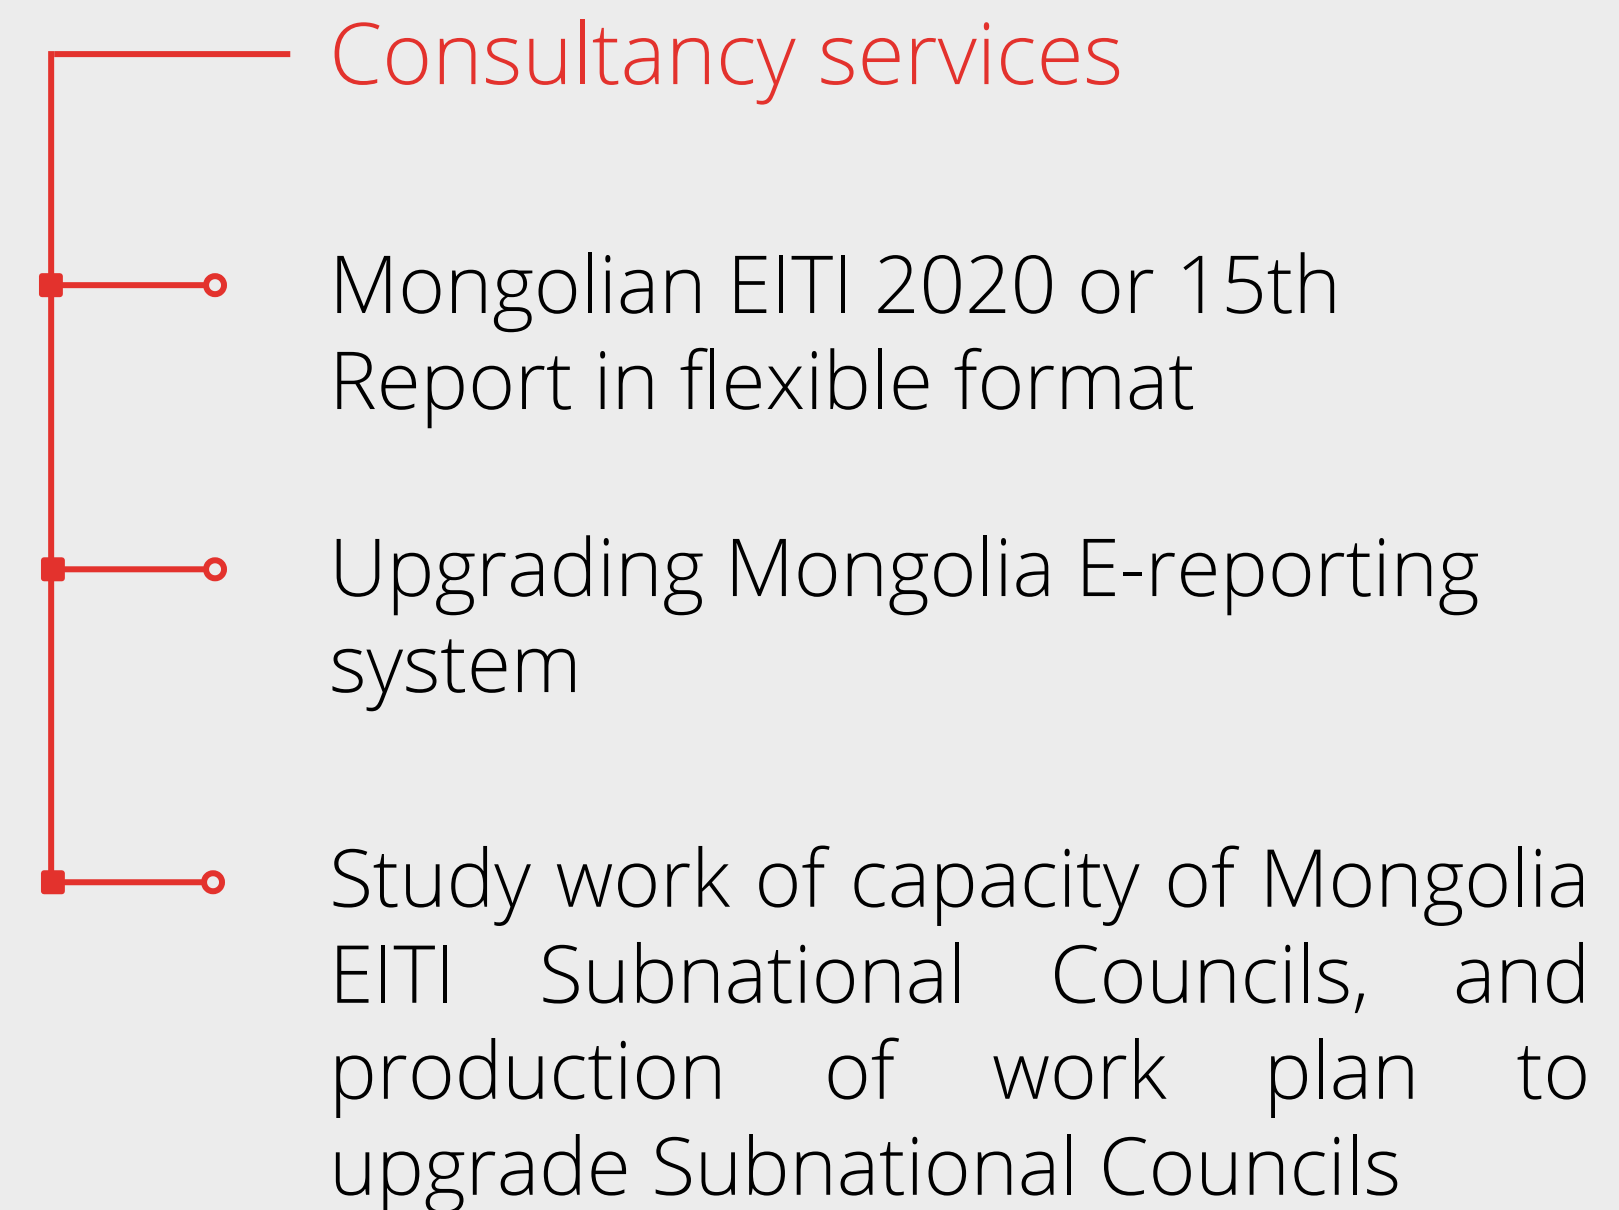 Consultancy services
Mongolian EITI 2020 or 15th
Report in flexible format
Upgrading Mongolia E-reporting
system
Study work of capacity of Mongolia
EITI Subnational Councils, and
production of work plan to
upgrade Subnational Councils